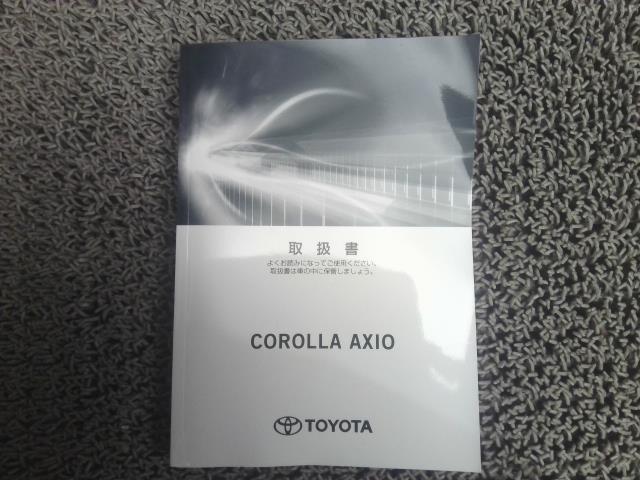 取扱書
よくお読みになってご使用ください。
取扱書は車の中に保管しましょう。
COROLLA AXIO
TOYOTA